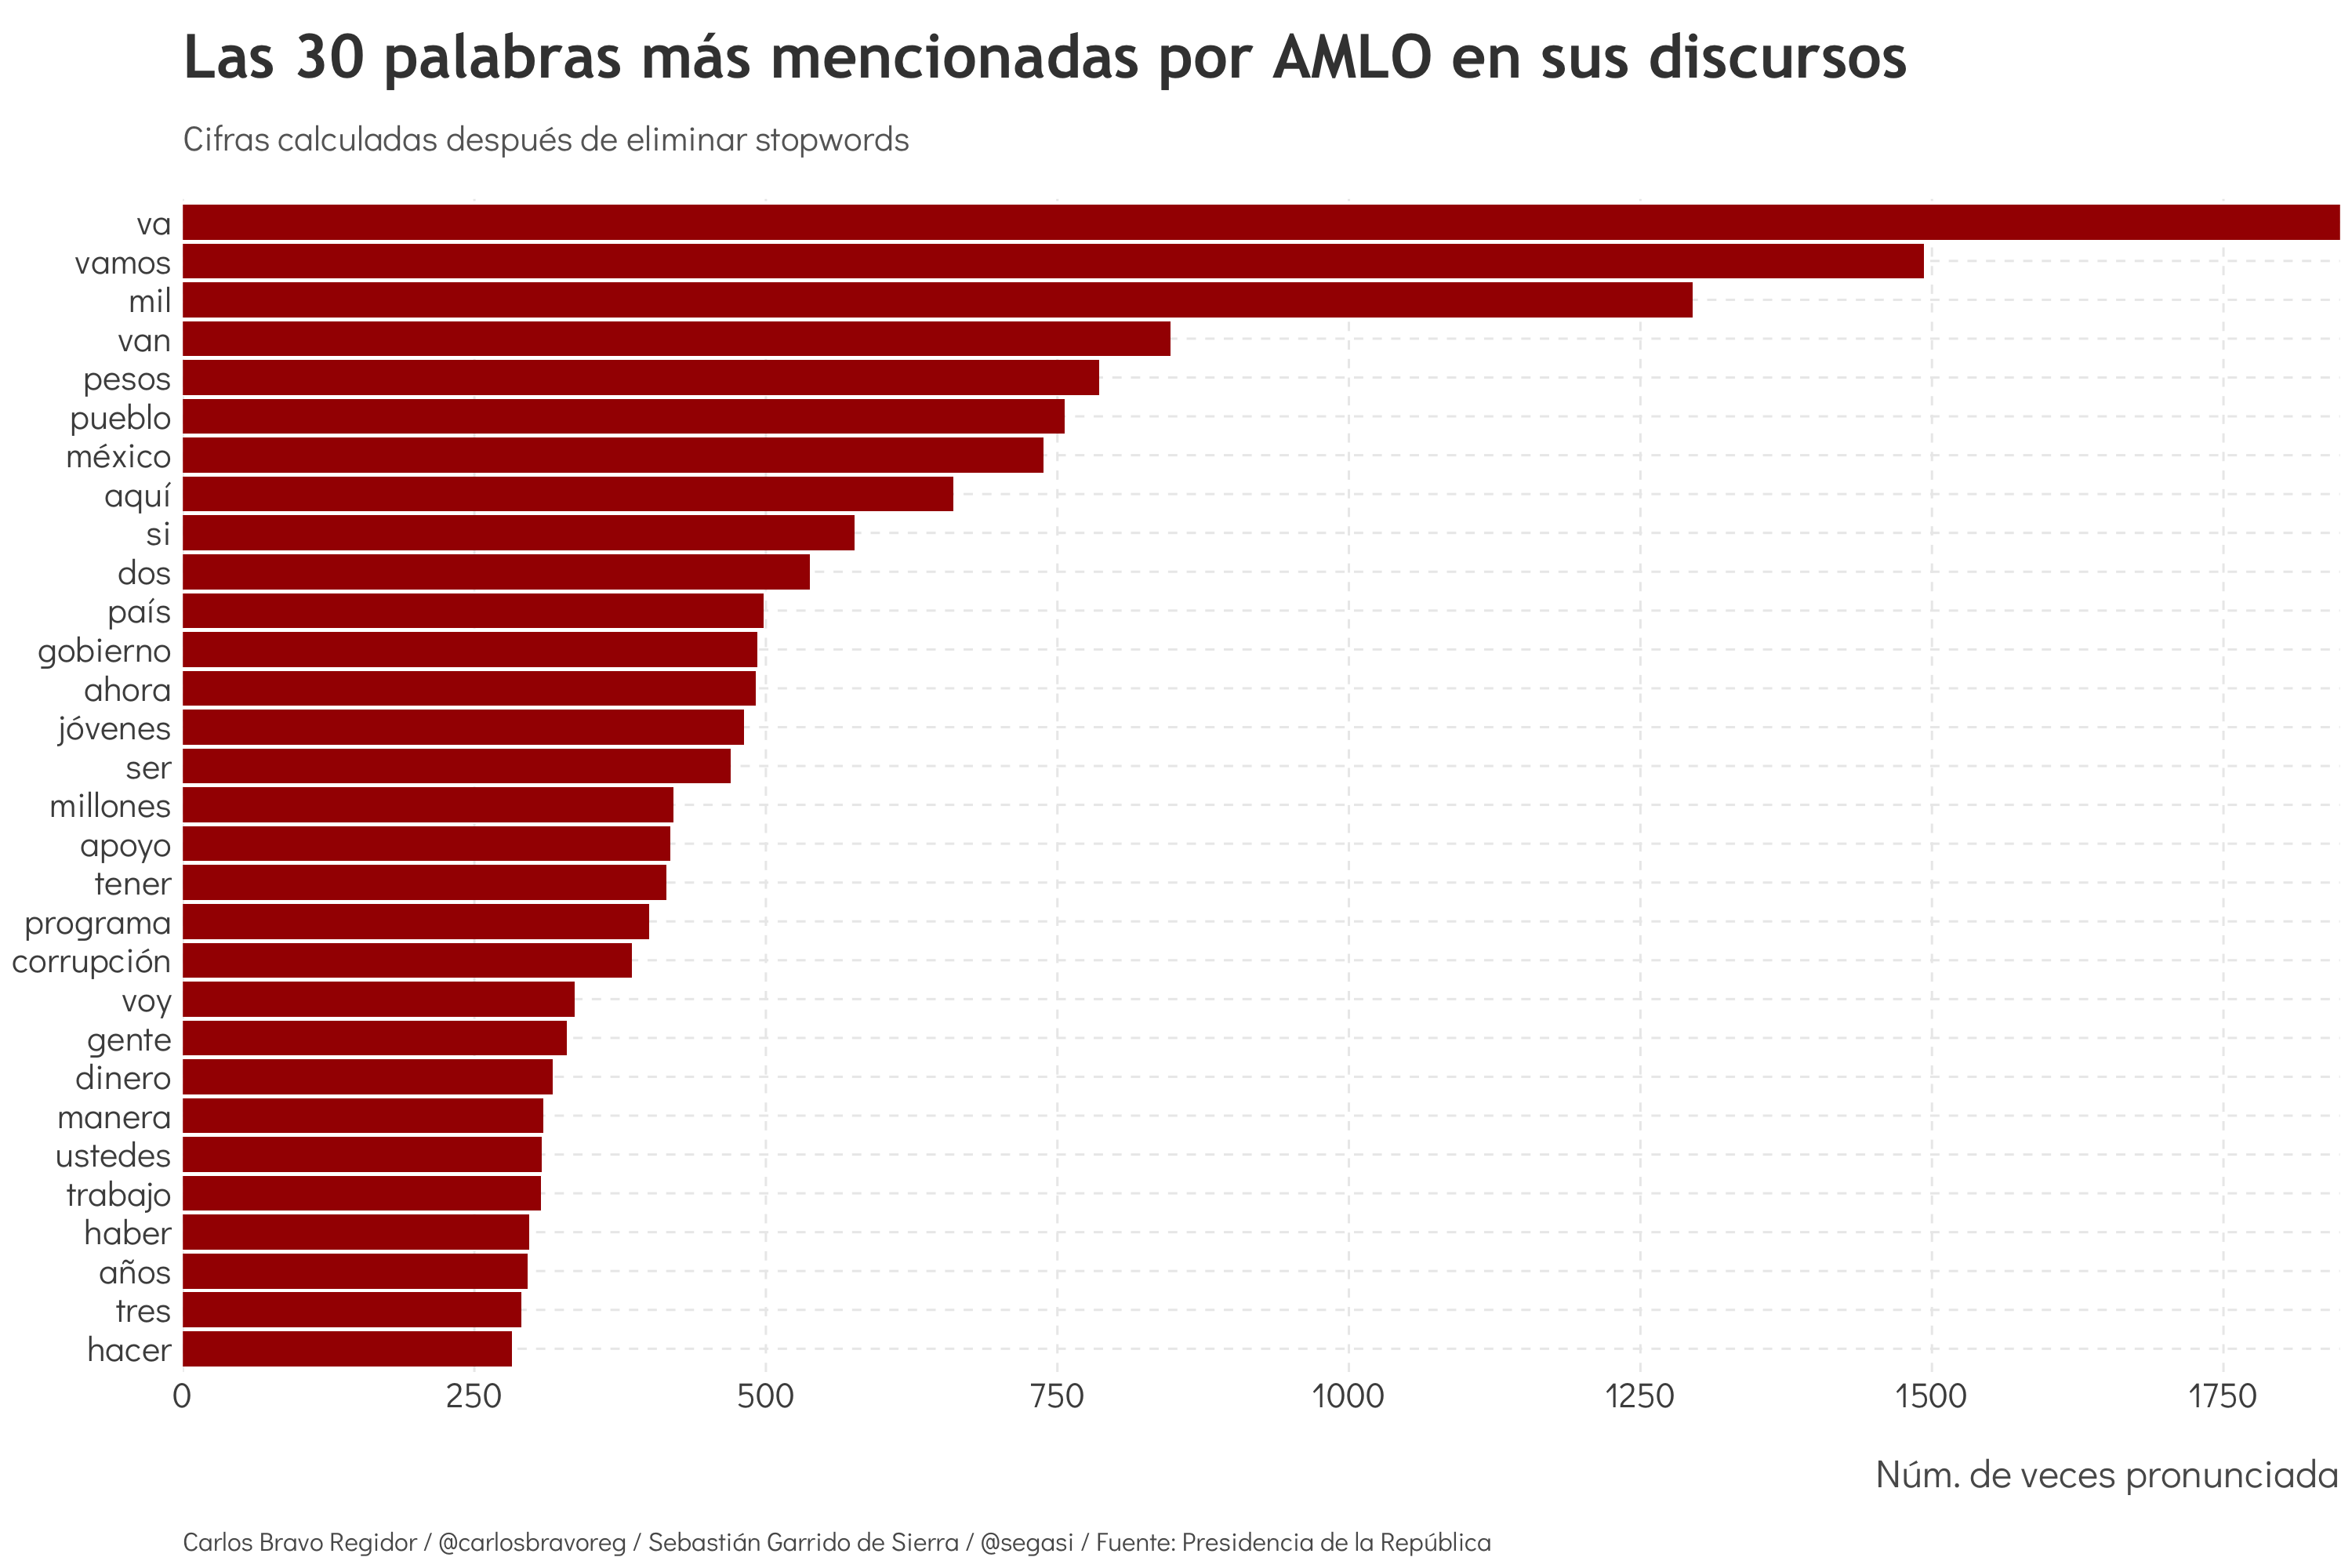 Las 30 palabras más mencionadas por AMLO en sus discursos
Cifras calculadas después de eliminar stopwords
va
vamos
mil
van
pesos
pueblo
méxico
aquí
si
dos
país
gobierno
ahora
jóvenes
ser
millones
apoyo
tener
programa
corrupción
voy
gente
dinero
manera
ustedes
trabajo
haber
años
tres
hacer
0 250 500 750 1000 1250 1500 1750
Núm. de veces pronunciada
Carlos Bravo Regidor / @carlosbravoreg / Sebastián Garrido de Sierra / @segasi / Fuente: Presidencia de la República